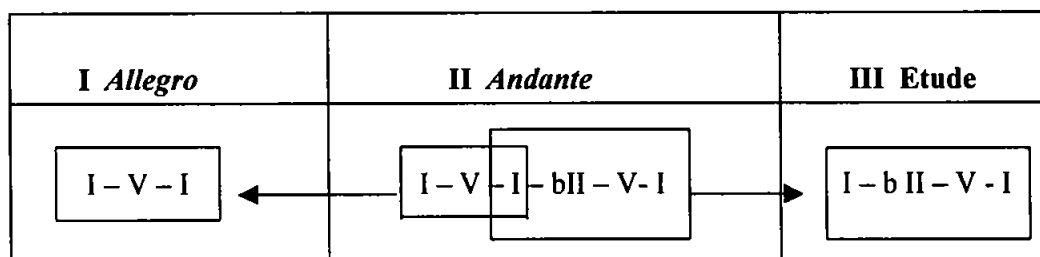 I Allegro II Andante III Etude
I – V – I I – V – I – bII – V- I I – b II – V - I